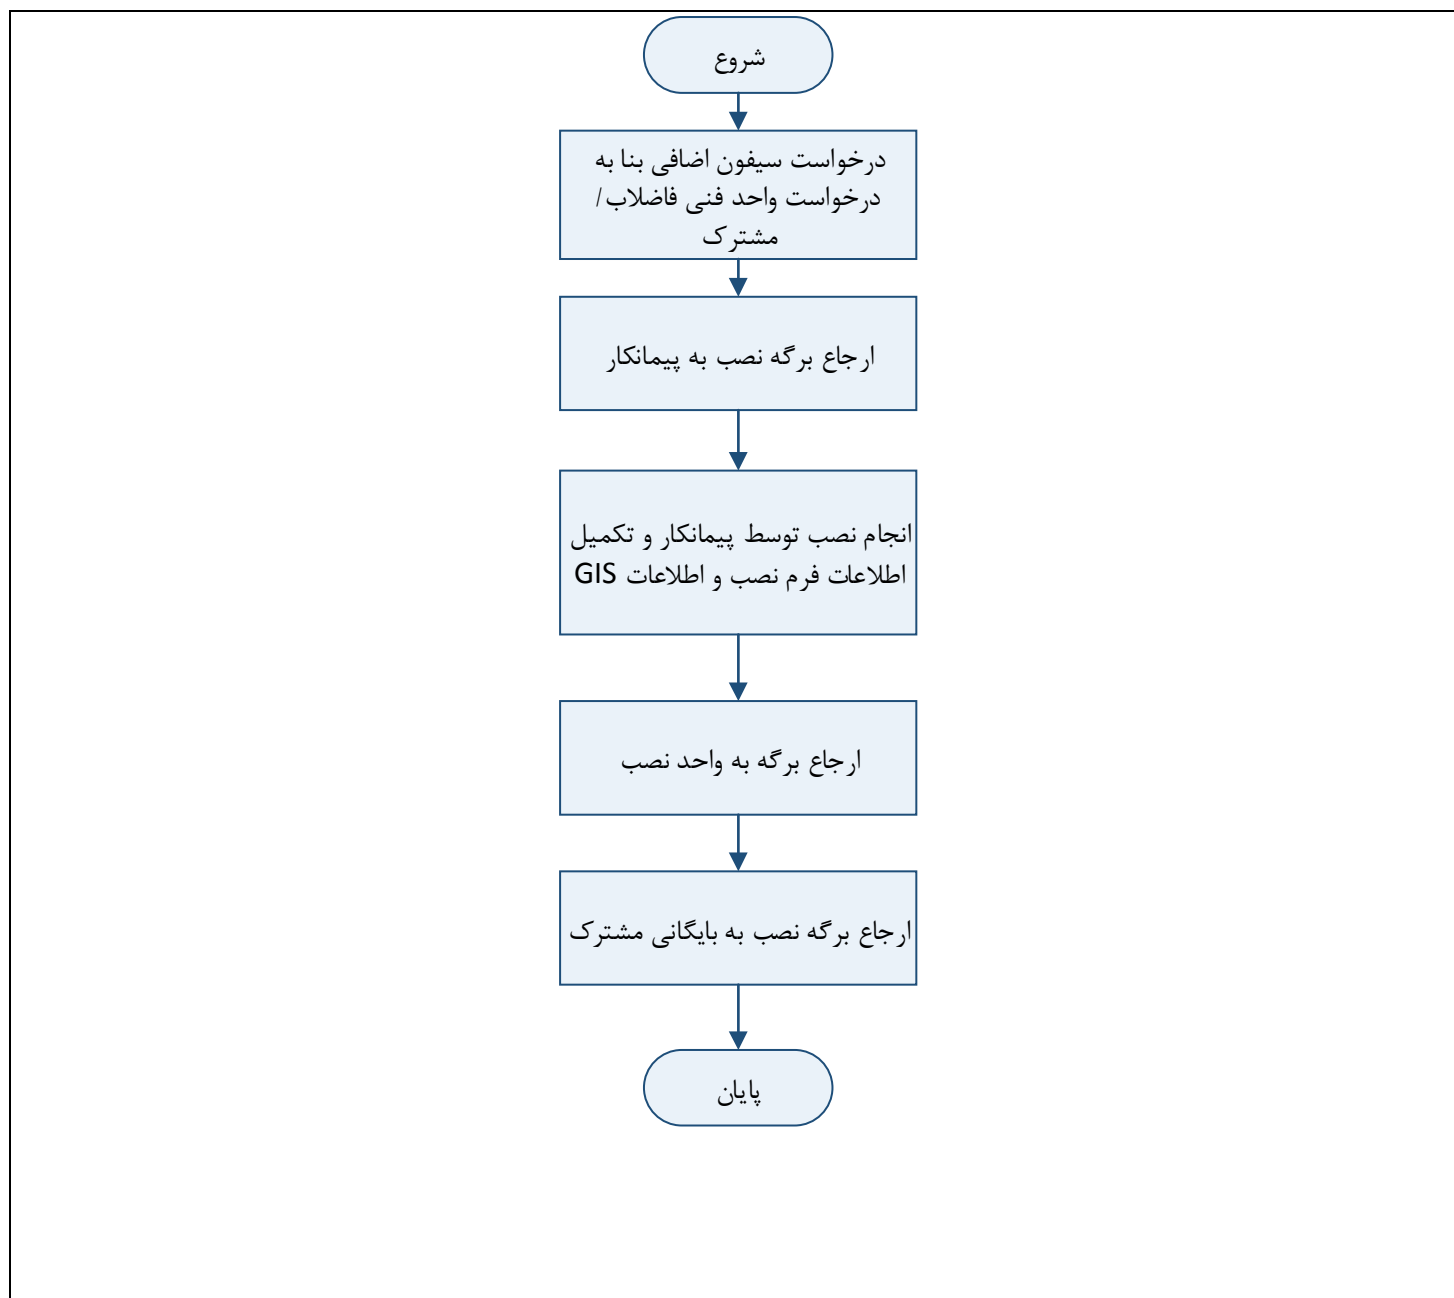 شروع
درخواست سیفون اضافی بنا به
درخواست واحد فنی فاضلاب/
مشترک
ارجاع برگه نصب به پیمانکار
انجام نصب توسط پیمانکار و تکمیل
اطلاعات فرم نصب و اطلاعات GIS
ارجاع برگه به واحد نصب
ارجاع برگه نصب به بایگانی مشترک
پایان